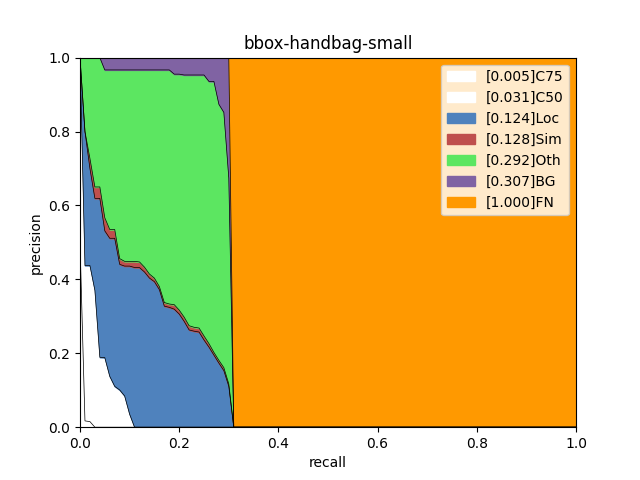 bbox-handbag-small
1.0
0.8
0.6
0.4
0.2
0.0
precision
[0.005]C75
[0.031]C50
[0.124]Loc
[0.128]Sim
[0.292]Oth
[0.307]BG
[1.000]FN
0.0 0.2 0.4 0.6 0.8 1.0
recall